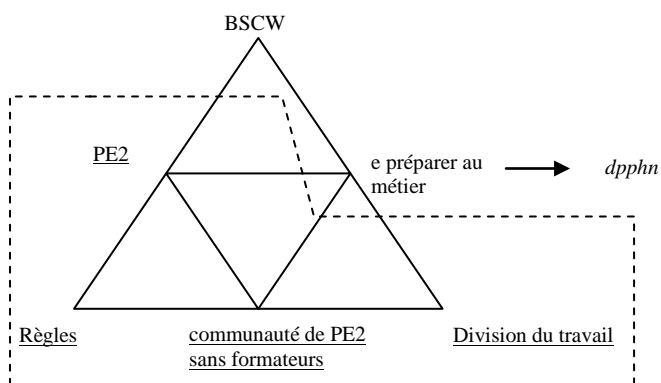 BSCW
PE2
e préparer au
métier
dpphn
Règles
communauté de PE2
sans formateurs
Division du travail